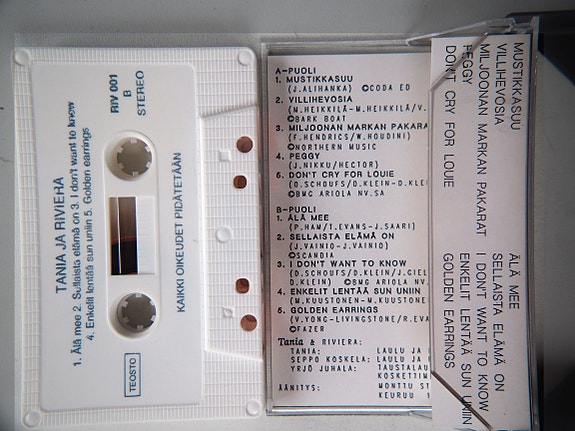 TANIA JA RIVIERA
1. Älä mee 2. Sellaista elämä on 3. I don't want to know
4. Enkelit lentää sun uniin 5. Golden earrings
RIV 001
B
STEREO
KAIKKI OIKEUDET PIDÄTETÄÄN
TEOSTO
A-PUOLI
1. MUSTIKKASUU
(J.ALIHANKA) ©CODA ED
2. VILLIHEVOSIA
(M.HEIKKILÄ-M.HEIKKILÄ/V.
©BARK BOAT
3. MILJOONAN MARKAN PAKARA
(F.HENDRICS/W.HOUDINI)
©NORTHERN MUSIC
4. PEGGY
(J.NIKKU/HECTOR)
5. DON'T CRY FOR LOUIE
(D.SCHOUFS/D.KLEIN-D.KLE
©BMC ARIOLA NV.SA
B-PUOLI
1. ÄLÄ MEE
(P.HAM/T.EVANS-J.SAARI)
2. SELLAISTA ELÄMÄ ON
(J.VAINIO-J.VAINIO)
©SCANDIA
3. I DON'T WANT TO KNOW
(D.SCHOUFS/D.KLEIN/J.GIEL
D.KLEIN) ©BMG ARIOLA NV.
4. ENKELIT LENTÄÄ SUN UNIIN
(M.KUUSTONEN-M.KUUSTONE
5. GOLDEN EARRINGS
(V.YONG-LIVINGSTONE/R.EVA
©FAZER
Tania & Riviera:
TANIA: LAULU JA
SEPPO KOSKELA: LAULU JA
YRJÖ JUHALA: TAUSTALAU
KOSKETTIM
ÄÄNITYS: MONTTU ST
KEURUU 1
MUSTIKKASUU
VILLIHEVOSIA
MILJOONAN MARKAN PAKARAT
PEGGY
DON'T CRY FOR LOUIE
ÄLÄ MEE
SELLAISTA ELÄMÄ ON
I DON'T WANT TO KNOW
ENKELIT LENTÄÄ SUN UNIIN
GOLDEN EARRINGS